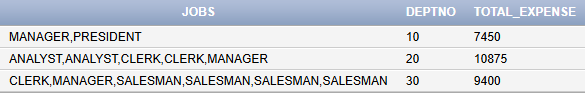 JOBS DEPTNO TOTAL_EXPENSE
MANAGER,PRESIDENT 10 7450
ANALYST,ANALYST,CLERK,CLERK,MANAGER 20 10875
CLERK,MANAGER,SALESMAN,SALESMAN,SALESMAN,SALESMAN 30 9400